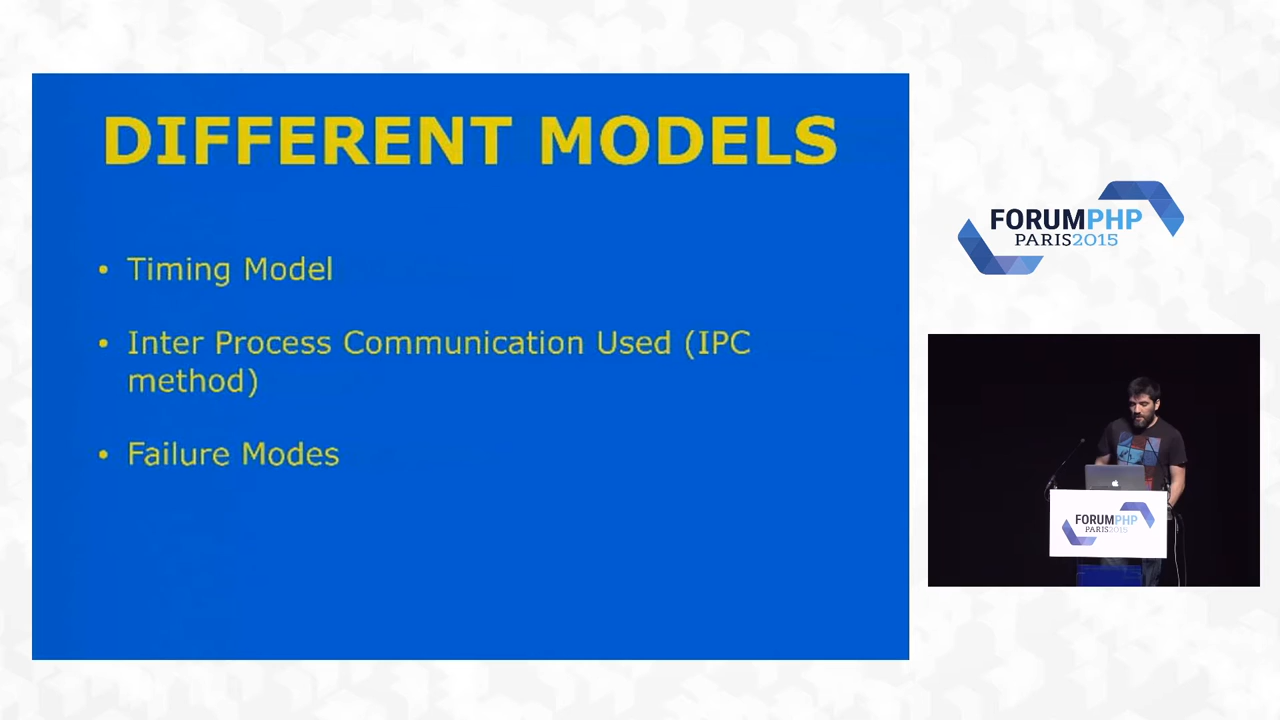 DIFFERENT MODELS
• Timing Model
• Inter Process Communication Used (IPC
method)
• Failure Modes
FORUMPHP
PARIS2015
FORUMPHP
PARIS2015